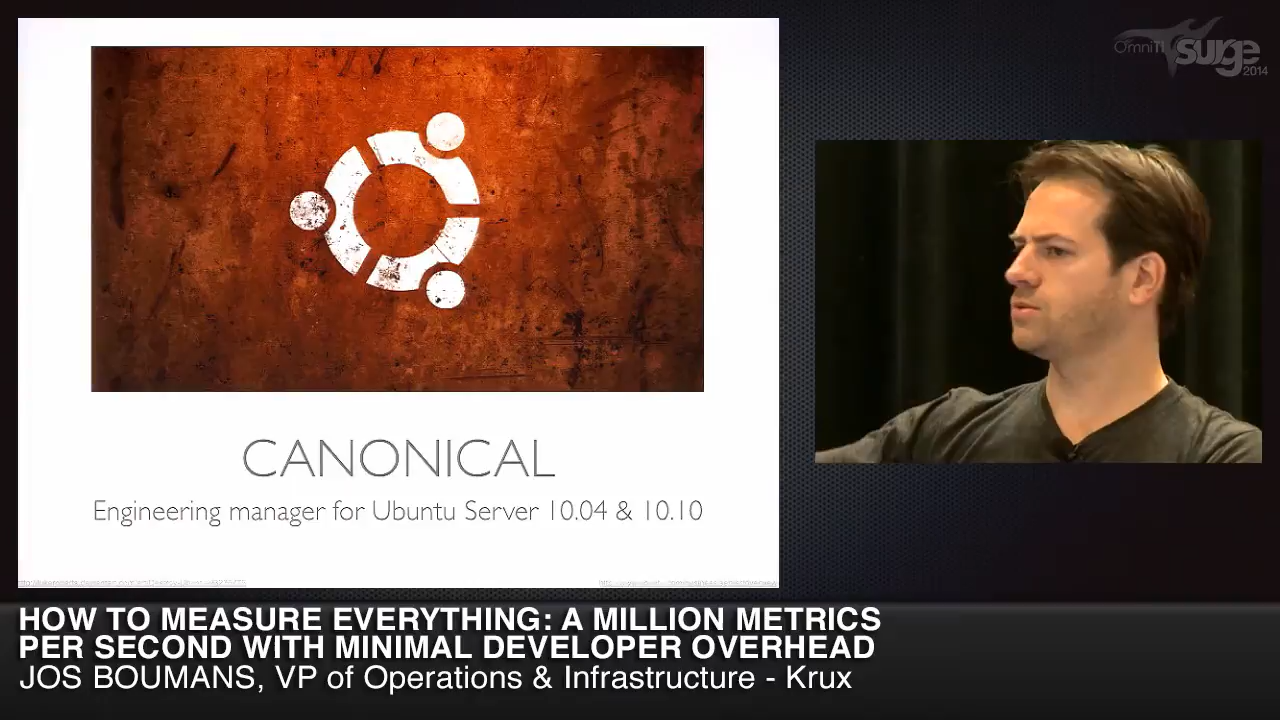 OmniTI
surge
2014
CANONICAL
Engineering manager for Ubuntu Server 10.04 & 10.10
HOW TO MEASURE EVERYTHING: A MILLION METRICS
PER SECOND WITH MINIMAL DEVELOPER OVERHEAD
JOS BOUMANS, VP of Operations & Infrastructure - Krux